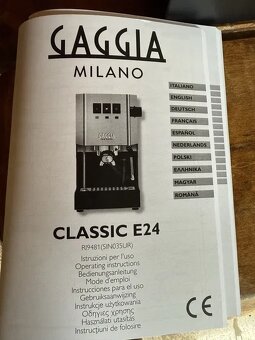 GAGGIA
MILANO
ITALIANO
ENGLISH
DEUTSCH
FRANÇAIS
ESPAÑOL
NEDERLANDS
POLSKI
ΕΛΛΗΝΙΚΑ
MAGYAR
ROMÂNĂ
CLASSIC E24
RI9481(SIN035UR)
Istruzioni per l'uso
Operating instructions
Bedienungsanleitung
Mode d'emploi
Instrucciones para el uso
Gebruiksaanwijzing
Instrukcje użytkowania
Οδηγίες χρήσης
Használati utasítás
Instrucțiuni de folosire
CE